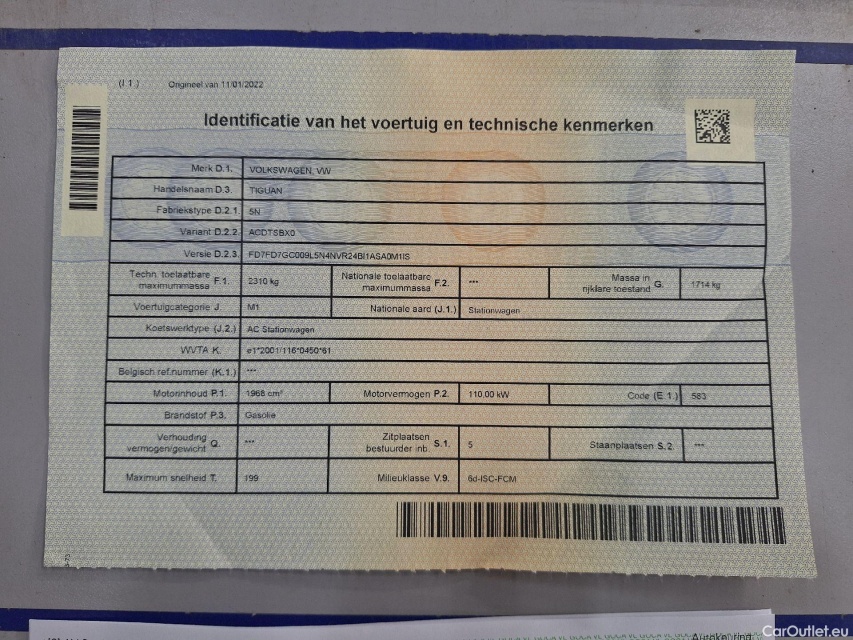 (I 1) Origineel van 11/01/2022
Identificatie van het voertuig en technische kenmerken
Merk D.1. VOLKSWAGEN, VW
Handelsnaam D.3. TIGUAN
Fabriekstype D.2.1. 5N
Variant D.2.2. ACDTSBX0
Versie D.2.3. FD7FD7GC009L5N4NVR24BI1ASA0M1IS
Techn. toelaatbare maximummassa F.1. 2310 kg Nationale toelaatbare maximummassa F.2. --- Massa in rijklare toestand G. 1714 kg
Voertuigcategorie J. M1 Nationale aard (J.1.) Stationwagen
Koetswerktype (J.2.) AC Stationwagen
WVTA K. e1*2001/116*0450*61
Belgisch ref.nummer (K.1.) ---
Motorinhoud P.1. 1968 cm³ Motorvermogen P.2. 110.00 kW Code (E.1.) 583
Brandstof P.3. Gasolie
Verhouding vermogen/gewicht Q. --- Zitplaatsen bestuurder inb. S.1. 5 Staanplaatsen S.2. ---
Maximum snelheid T. 199 Milieuklasse V.9. 6d-ISC-FCM
CarOutlet.eu